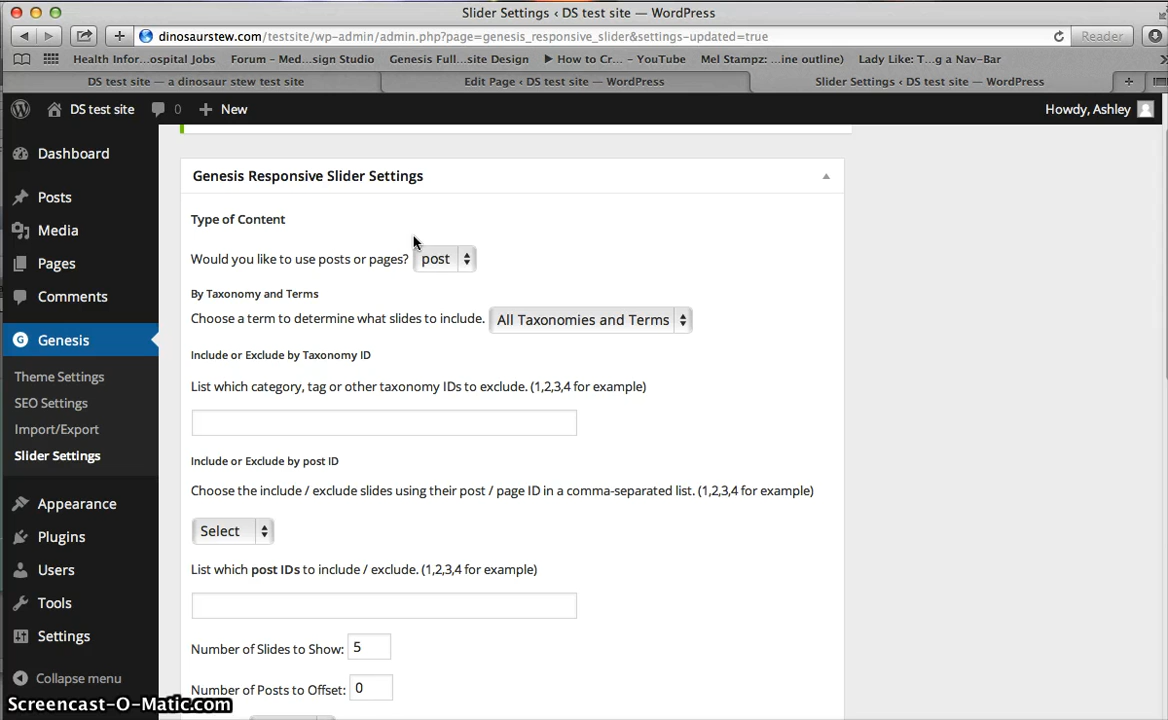 Slider Settings ‹ DS test site — WordPress
dinosaurstew.com/testsite/wp-admin/admin.php?page=genesis_responsive_slider&settings-updated=true
Reader
Health Infor...ospital Jobs
Forum – Med...sign Studio
Genesis Full...site Design
▶ How to Cr... – YouTube
Mel Stampz: ...ine outline)
Lady Like: T...g a Nav-Bar
DS test site — a dinosaur stew test site
Edit Page ‹ DS test site — WordPress
Slider Settings ‹ DS test site — WordPress
DS test site
0
+ New
Howdy, Ashley
Dashboard
Posts
Media
Pages
Comments
Genesis
Theme Settings
SEO Settings
Import/Export
Slider Settings
Appearance
Plugins
Users
Tools
Settings
Collapse menu
Genesis Responsive Slider Settings
Type of Content
Would you like to use posts or pages? post
By Taxonomy and Terms
Choose a term to determine what slides to include. All Taxonomies and Terms
Include or Exclude by Taxonomy ID
List which category, tag or other taxonomy IDs to exclude. (1,2,3,4 for example)
Include or Exclude by post ID
Choose the include / exclude slides using their post / page ID in a comma-separated list. (1,2,3,4 for example)
Select
List which post IDs to include / exclude. (1,2,3,4 for example)
Number of Slides to Show: 5
Number of Posts to Offset: 0
Screencast-O-Matic.com